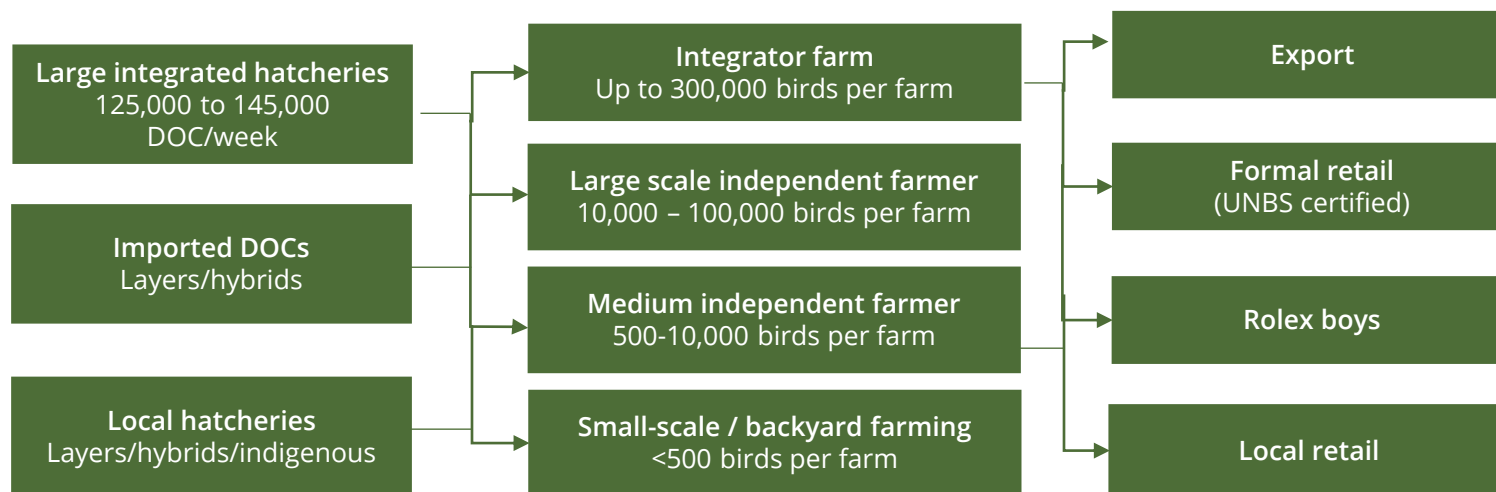 Large integrated hatcheries
125,000 to 145,000
DOC/week
Imported DOCs
Layers/hybrids
Local hatcheries
Layers/hybrids/indigenous
Integrator farm
Up to 300,000 birds per farm
Large scale independent farmer
10,000 – 100,000 birds per farm
Medium independent farmer
500-10,000 birds per farm
Small-scale / backyard farming
<500 birds per farm
Export
Formal retail
(UNBS certified)
Rolex boys
Local retail